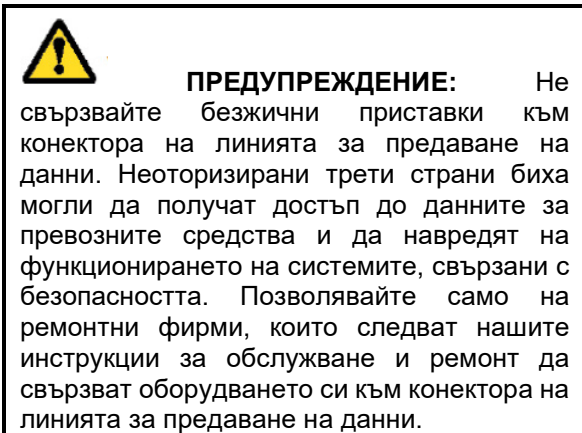 ПРЕДУПРЕЖДЕНИЕ: Не
свързвайте безжични приставки към
конектора на линията за предаване на
данни. Неоторизирани трети страни биха
могли да получат достъп до данните за
превозните средства и да навредят на
функционирането на системите, свързани с
безопасността. Позволявайте само на
ремонтни фирми, които следват нашите
инструкции за обслужване и ремонт да
свързват оборудването си към конектора на
линията за предаване на данни.